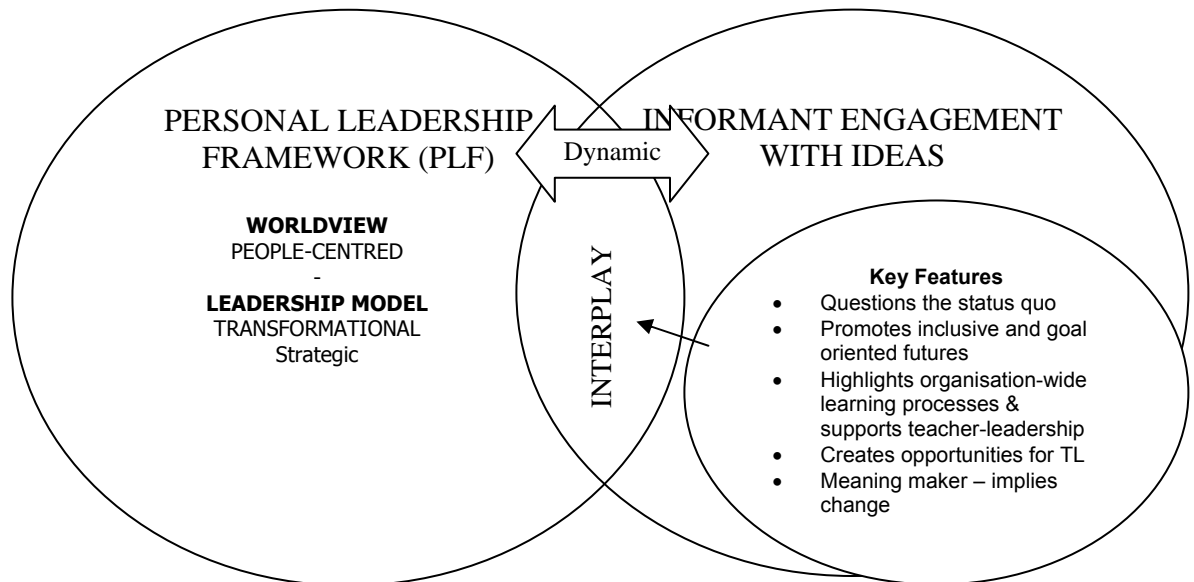 PERSONAL LEADERSHIP
FRAMEWORK (PLF)
WORLDVIEW
PEOPLE-CENTRED
-
LEADERSHIP MODEL
TRANSFORMATIONAL
Strategic
Dynamic
INTERPLAY
INFORMANT ENGAGEMENT
WITH IDEAS
Key Features
• Questions the status quo
• Promotes inclusive and goal
oriented futures
• Highlights organisation-wide
learning processes &
supports teacher-leadership
• Creates opportunities for TL
• Meaning maker – implies
change